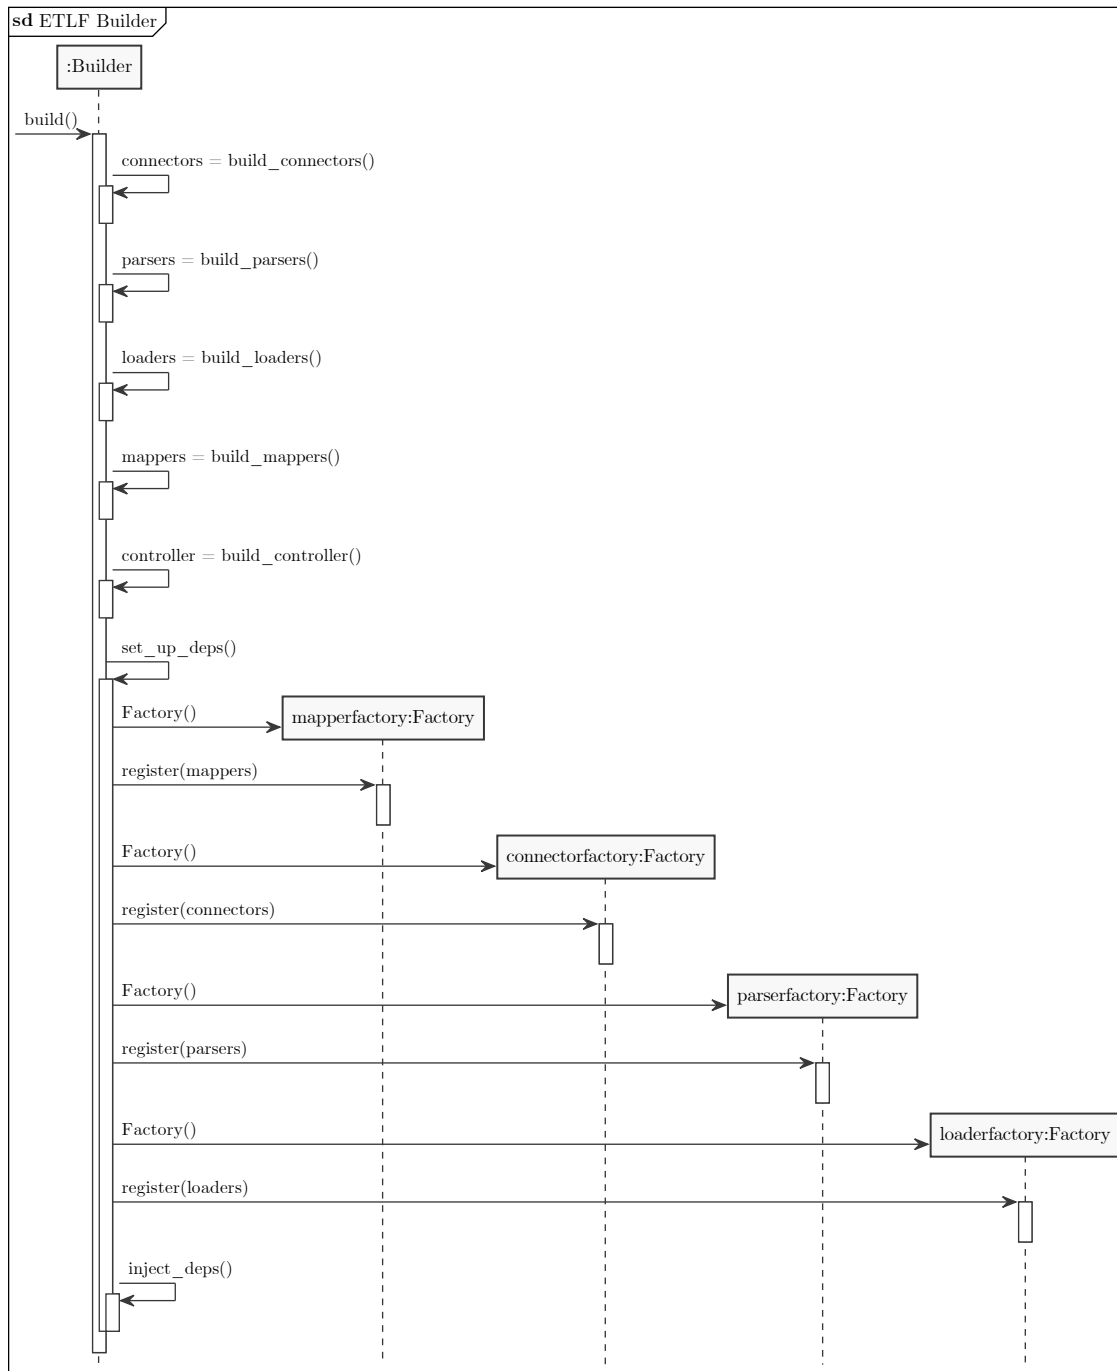 sd ETLF Builder
:Builder
build()
connectors = build_connectors()
parsers = build_parsers()
loaders = build_loaders()
mappers = build_mappers()
controller = build_controller()
set_up_deps()
Factory()
mapperfactory:Factory
register(mappers)
Factory()
connectorfactory:Factory
register(connectors)
Factory()
parserfactory:Factory
register(parsers)
Factory()
loaderfactory:Factory
register(loaders)
inject_deps()